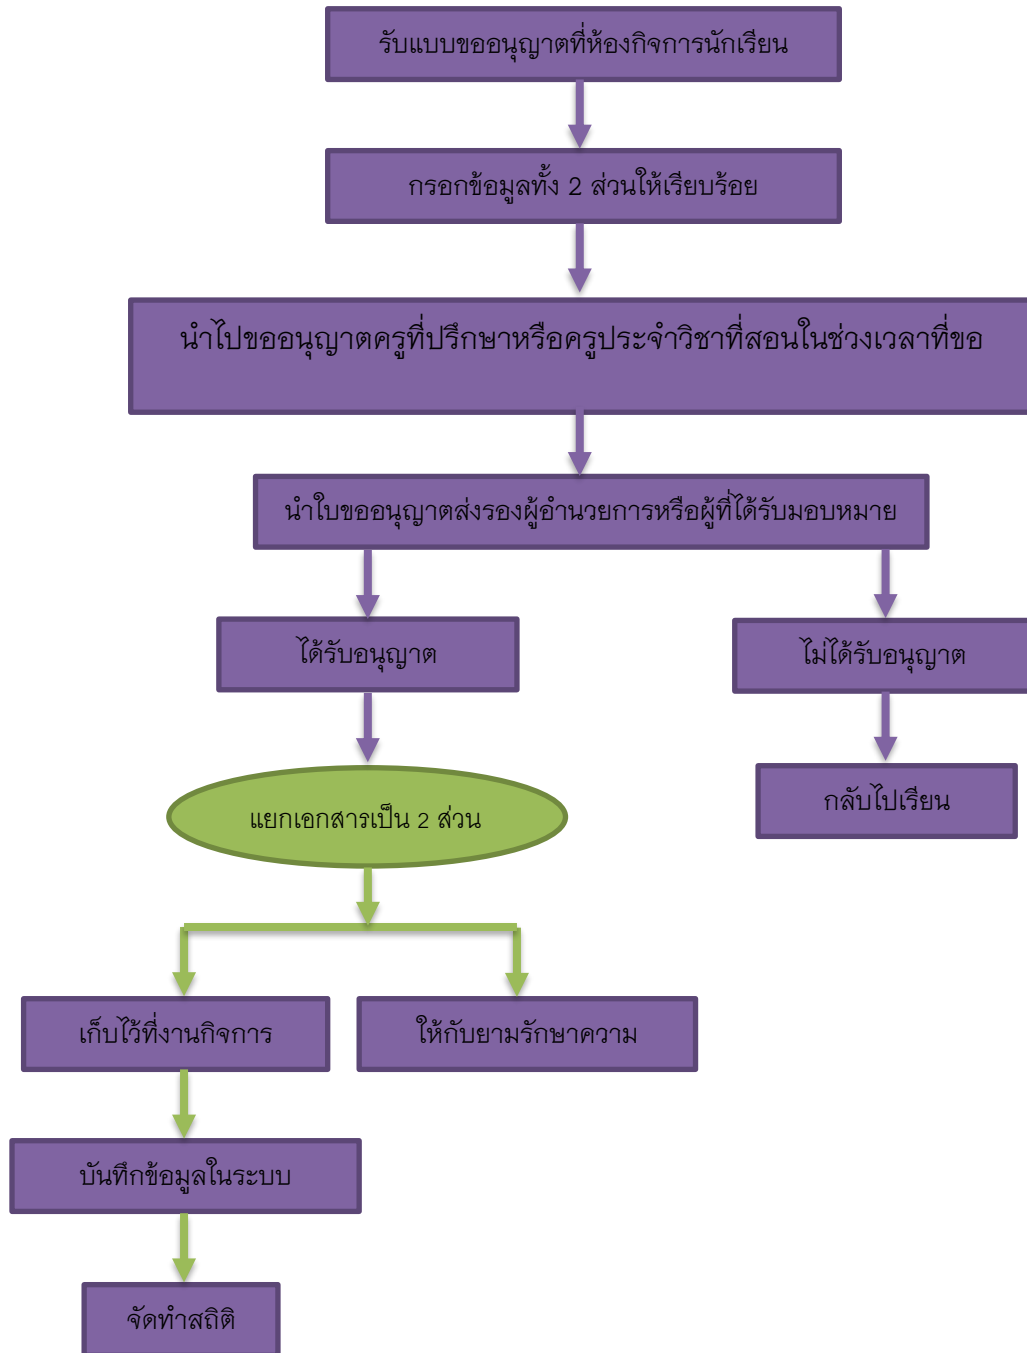 รับแบบขออนุญาตที่ห้องกิจการนักเรียน
กรอกข้อมูลทั้ง 2 ส่วนให้เรียบร้อย
นำไปขออนุญาตครูที่ปรึกษาหรือครูประจำวิชาที่สอนในช่วงเวลาที่ขอ
นำใบขออนุญาตส่งรองผู้อำนวยการหรือผู้ที่ได้รับมอบหมาย
ได้รับอนุญาต
ไม่ได้รับอนุญาต
แยกเอกสารเป็น 2 ส่วน
กลับไปเรียน
เก็บไว้ที่งานกิจการ
ให้กับยามรักษาความ
บันทึกข้อมูลในระบบ
จัดทำสถิติ